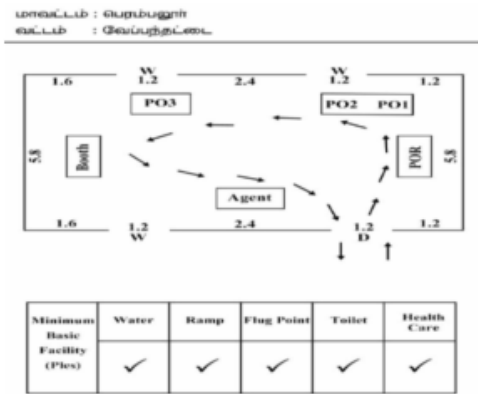 மாவட்டம் : பெரம்பலூர்
வட்டம் : வேப்பந்தட்டை
W W
1.6 1.2 2.4 1.2 1.2
PO3 PO2 PO1
5.8 Booth POR 5.8
Agent
1.6 1.2 2.4 1.2 1.2
W D
Minimum Basic Facility (Ples) Water Ramp Flug Point Toilet Health Care
✓ ✓ ✓ ✓ ✓